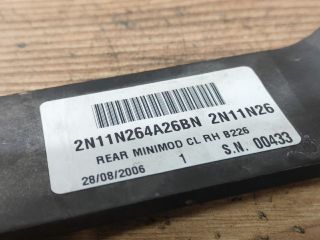 2N11N264A26BN 2N11N26
REAR MINIMOD CL RH B226
28/08/2006 1 S.N. 00433